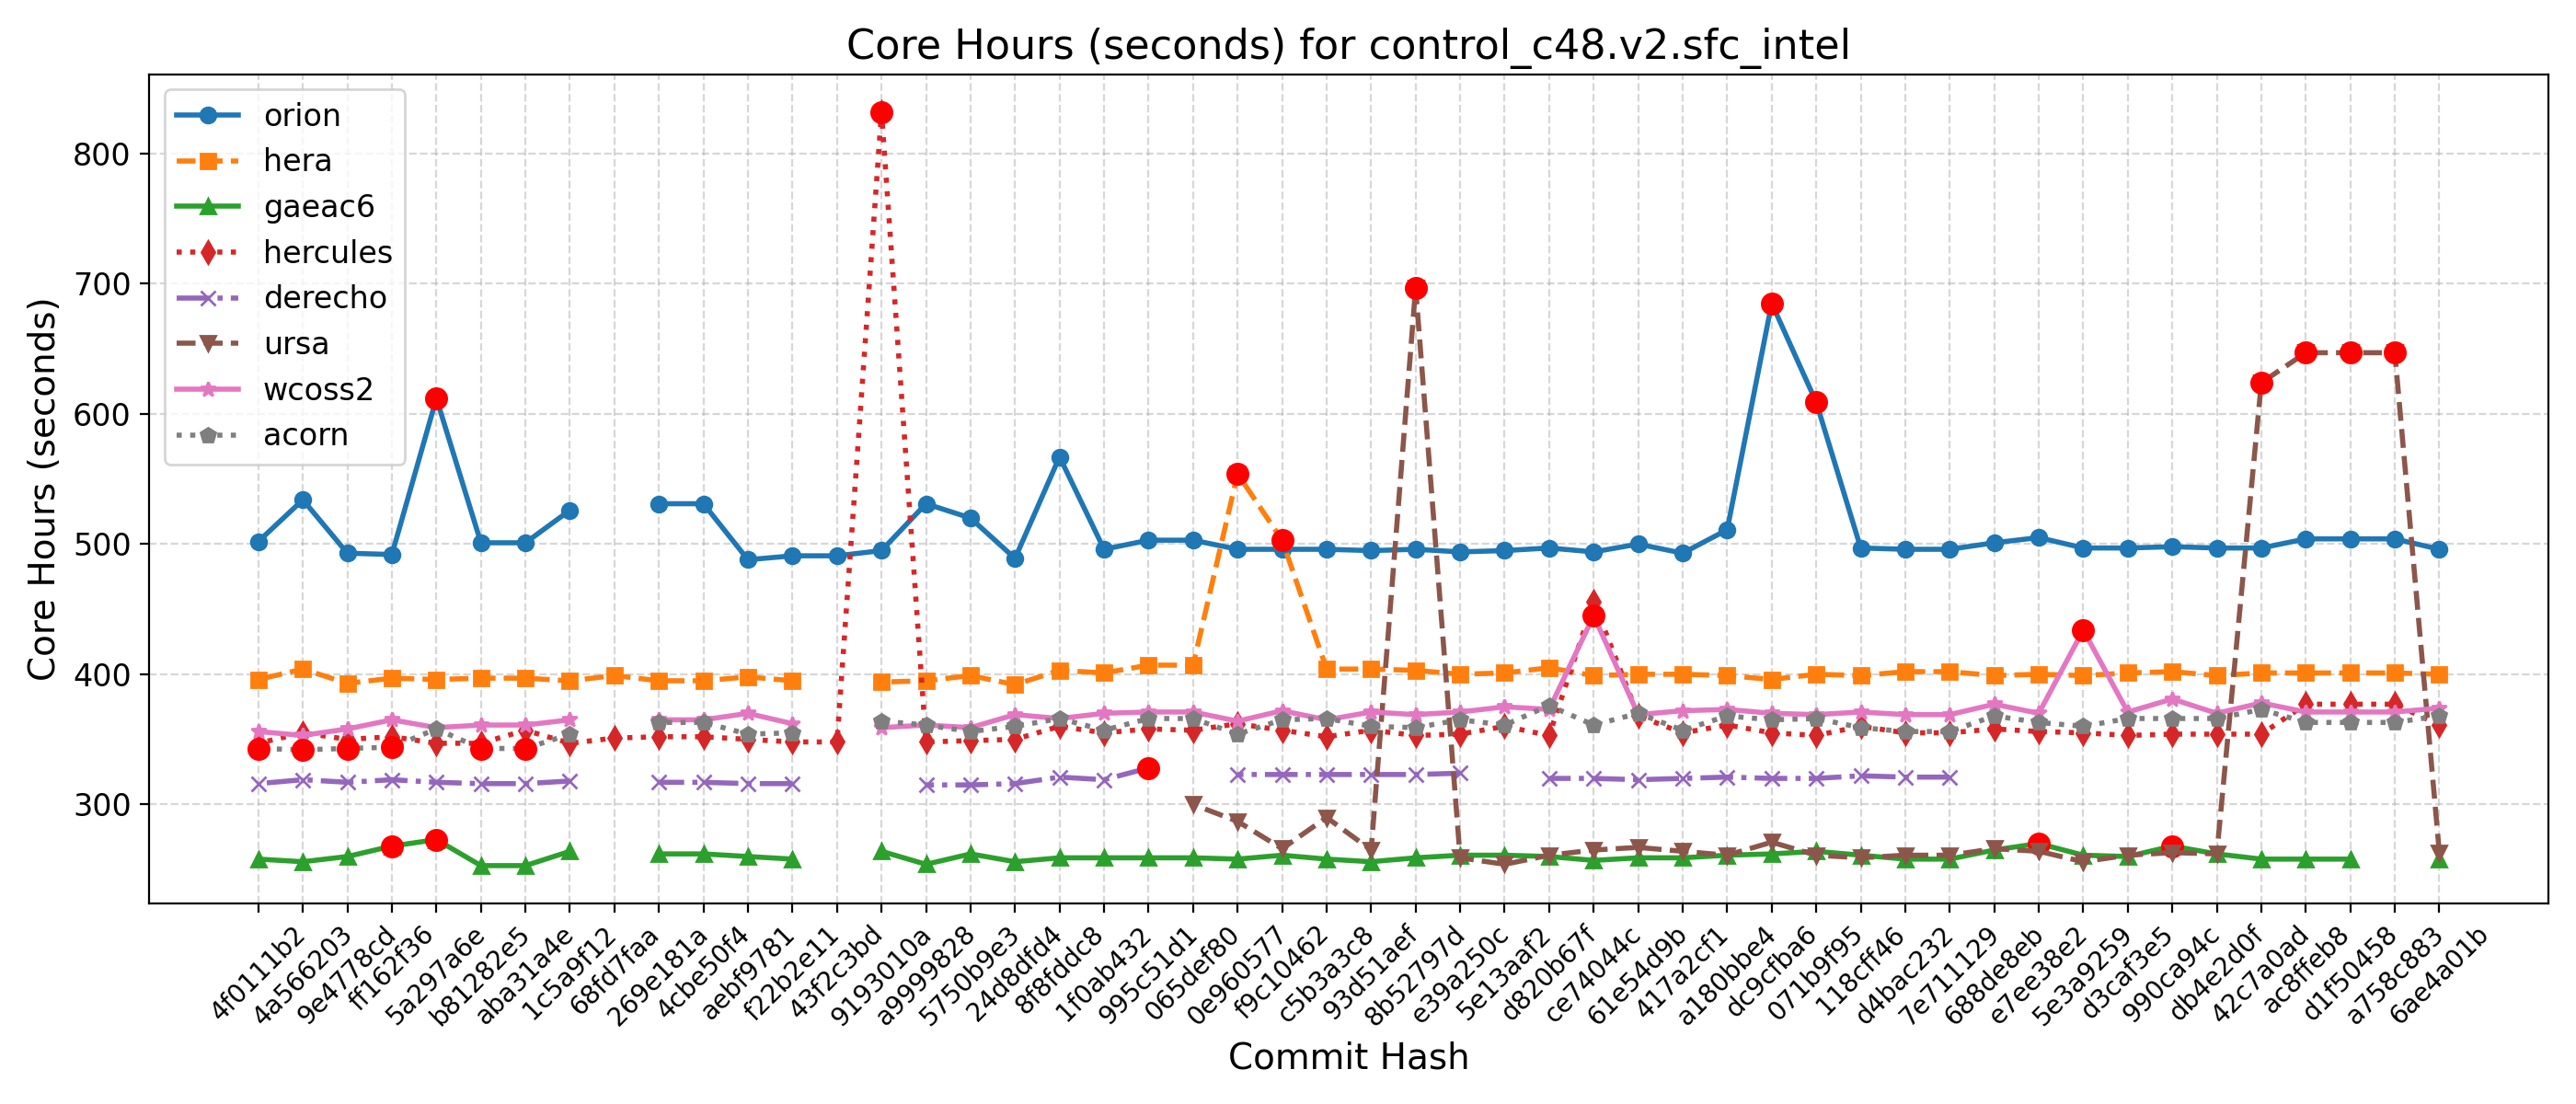 Core Hours (seconds) for control_c48.v2.sfc_intel
Core Hours (seconds)
800
700
600
500
400
300
orion
hera
gaeac6
hercules
derecho
ursa
wcoss2
acorn
4f0111b2
4a566203
9e4778cd
ff162f36
5a297a6e
b81282e5
aba31a4e
1c5a9f12
68fd7faa
269e181a
4cbe50f4
aebf9781
f22b2e11
43f2c3bd
9193010a
a9999828
5750b9e3
24d8dfd4
8f8fddc8
1f0ab432
995c51d1
065def80
0e960577
f9c10462
c5b3a3c8
93d51aef
8b52797d
e39a250c
5e13aaf2
d820b67f
ce74044c
61e54d9b
417a2cf1
a180bbe4
dc9cfba6
071b9f95
118cff46
d4bac232
7e711129
688de8eb
e7ee38e2
5e3a9259
d3caf3e5
990ca94c
db4e2d0f
42c7a0ad
ac8ffeb8
d1f50458
a758c883
6ae4a01b
Commit Hash